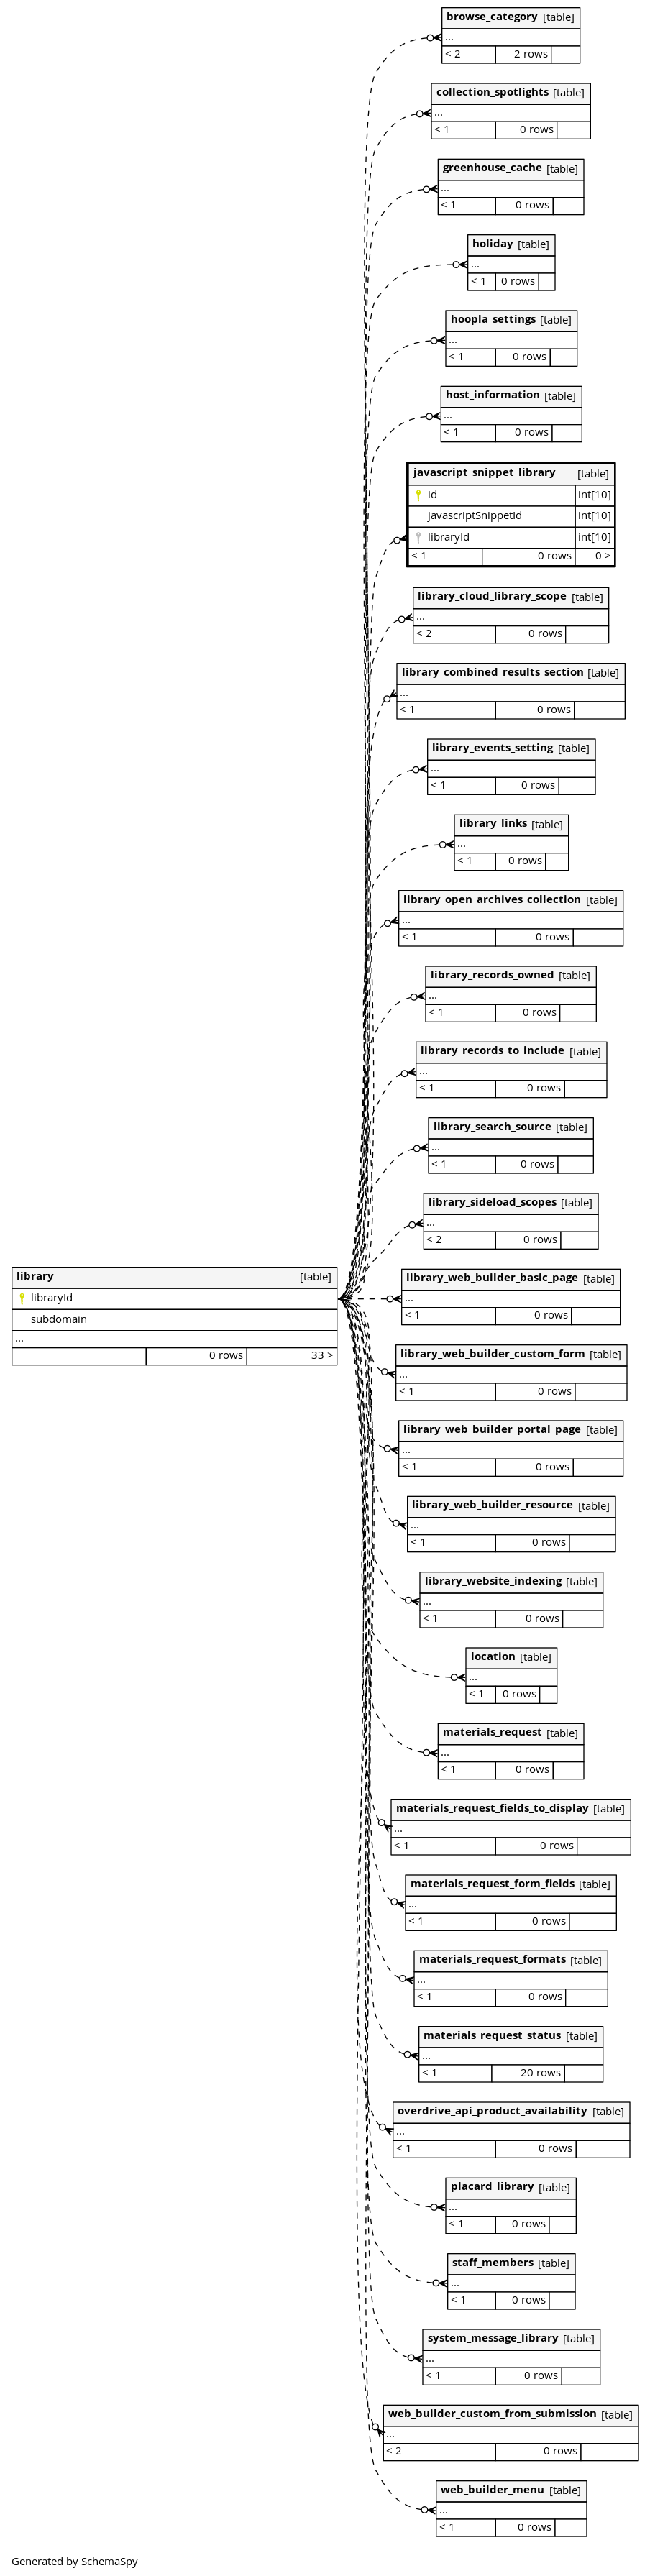 browse_category [table]
...
< 2 2 rows
collection_spotlights [table]
...
< 1 0 rows
greenhouse_cache [table]
...
< 1 0 rows
holiday [table]
...
< 1 0 rows
hoopla_settings [table]
...
< 1 0 rows
host_information [table]
...
< 1 0 rows
javascript_snippet_library [table]
id int[10]
javascriptSnippetId int[10]
libraryId int[10]
< 1 0 rows 0 >
library_cloud_library_scope [table]
...
< 2 0 rows
library_combined_results_section [table]
...
< 1 0 rows
library_events_setting [table]
...
< 1 0 rows
library_links [table]
...
< 1 0 rows
library_open_archives_collection [table]
...
< 1 0 rows
library_records_owned [table]
...
< 1 0 rows
library_records_to_include [table]
...
< 1 0 rows
library_search_source [table]
...
< 1 0 rows
library_sideload_scopes [table]
...
< 2 0 rows
library [table]
libraryId
subdomain
...
0 rows 33 >
library_web_builder_basic_page [table]
...
< 1 0 rows
library_web_builder_custom_form [table]
...
< 1 0 rows
library_web_builder_portal_page [table]
...
< 1 0 rows
library_web_builder_resource [table]
...
< 1 0 rows
library_website_indexing [table]
...
< 1 0 rows
location [table]
...
< 1 0 rows
materials_request [table]
...
< 1 0 rows
materials_request_fields_to_display [table]
...
< 1 0 rows
materials_request_form_fields [table]
...
< 1 0 rows
materials_request_formats [table]
...
< 1 0 rows
materials_request_status [table]
...
< 1 20 rows
overdrive_api_product_availability [table]
...
< 1 0 rows
placard_library [table]
...
< 1 0 rows
staff_members [table]
...
< 1 0 rows
system_message_library [table]
...
< 1 0 rows
web_builder_custom_from_submission [table]
...
< 2 0 rows
web_builder_menu [table]
...
< 1 0 rows
Generated by SchemaSpy